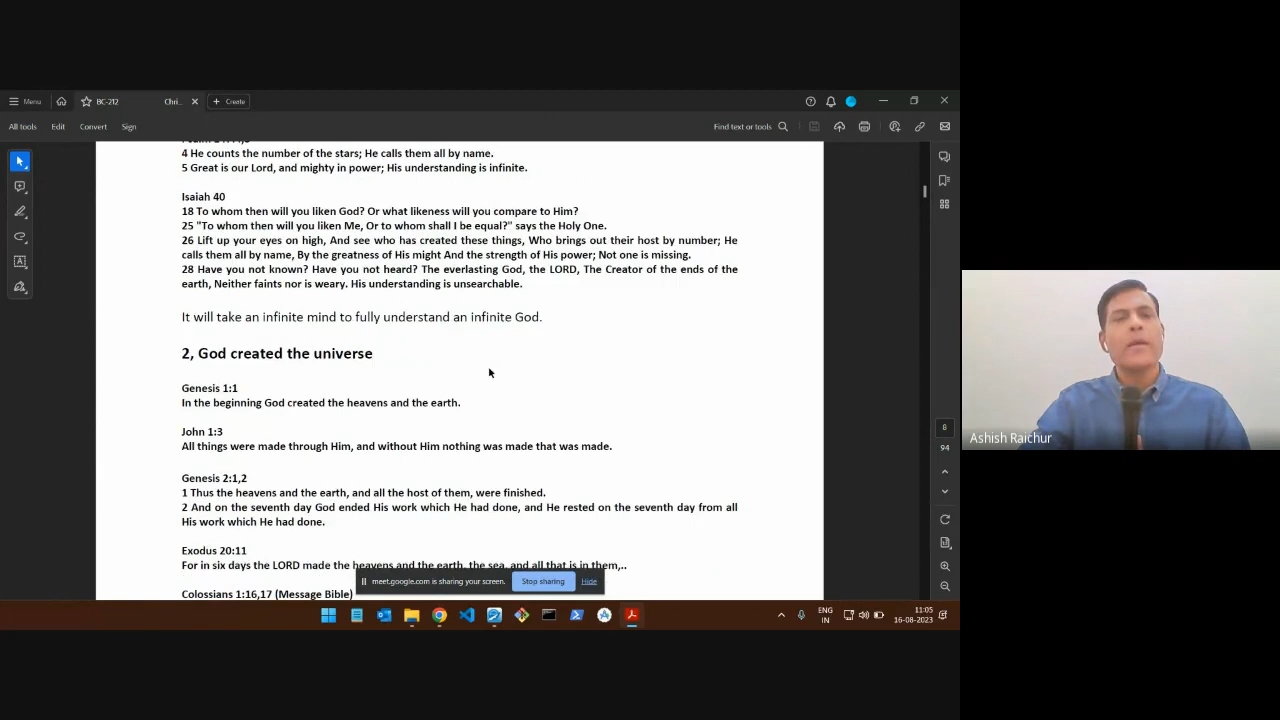 Menu
BC-212
Chri...
Create
All tools
Edit
Convert
Sign
Find text or tools
4 He counts the number of the stars; He calls them all by name.
5 Great is our Lord, and mighty in power; His understanding is infinite.
Isaiah 40
18 To whom then will you liken God? Or what likeness will you compare to Him?
25 "To whom then will you liken Me, Or to whom shall I be equal?" says the Holy One.
26 Lift up your eyes on high, And see who has created these things, Who brings out their host by number; He
calls them all by name, By the greatness of His might And the strength of His power; Not one is missing.
28 Have you not known? Have you not heard? The everlasting God, the LORD, The Creator of the ends of the
earth, Neither faints nor is weary. His understanding is unsearchable.
It will take an infinite mind to fully understand an infinite God.
2, God created the universe
Genesis 1:1
In the beginning God created the heavens and the earth.
John 1:3
All things were made through Him, and without Him nothing was made that was made.
Genesis 2:1,2
1 Thus the heavens and the earth, and all the host of them, were finished.
2 And on the seventh day God ended His work which He had done, and He rested on the seventh day from all
His work which He had done.
Exodus 20:11
For in six days the LORD made the heavens and the earth, the sea, and all that is in them,..
Colossians 1:16,17 (Message Bible)
meet.google.com is sharing your screen.
Stop sharing
Hide
8
94
Ashish Raichur
ENG
IN
11:05
16-08-2023